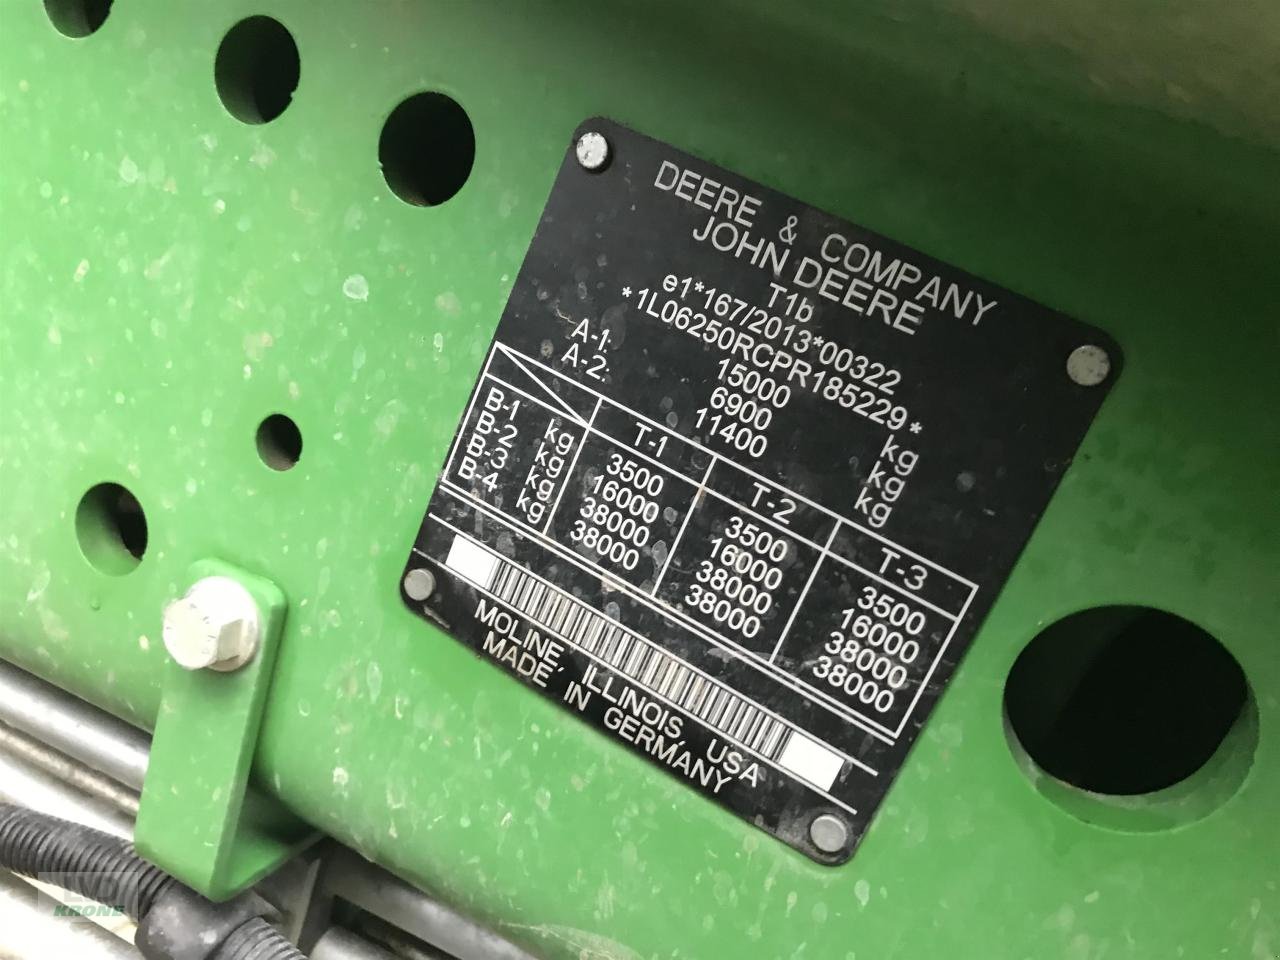 DEERE & COMPANY
JOHN DEERE
T1b
e1*167/2013*00322
*1L06250RCPR185229*
15000 kg
A-1: 6900 kg
A-2: 11400 kg
T-1 T-2 T-3
B-1 kg 3500 3500 3500
B-2 kg 16000 16000 16000
B-3 kg 38000 38000 38000
B-4 kg 38000 38000 38000
MOLINE, ILLINOIS, USA
MADE IN GERMANY
LVD
KRONE